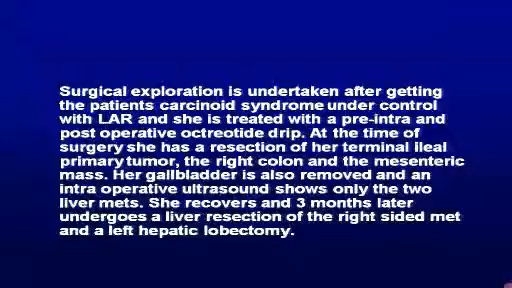 Surgical exploration is undertaken after getting
the patients carcinoid syndrome under control
with LAR and she is treated with a pre-intra and
post operative octreotide drip. At the time of
surgery she has a resection of her terminal ileal
primary tumor, the right colon and the mesenteric
mass. Her gallbladder is also removed and an
intra operative ultrasound shows only the two
liver mets. She recovers and 3 months later
undergoes a liver resection of the right sided met
and a left hepatic lobectomy.